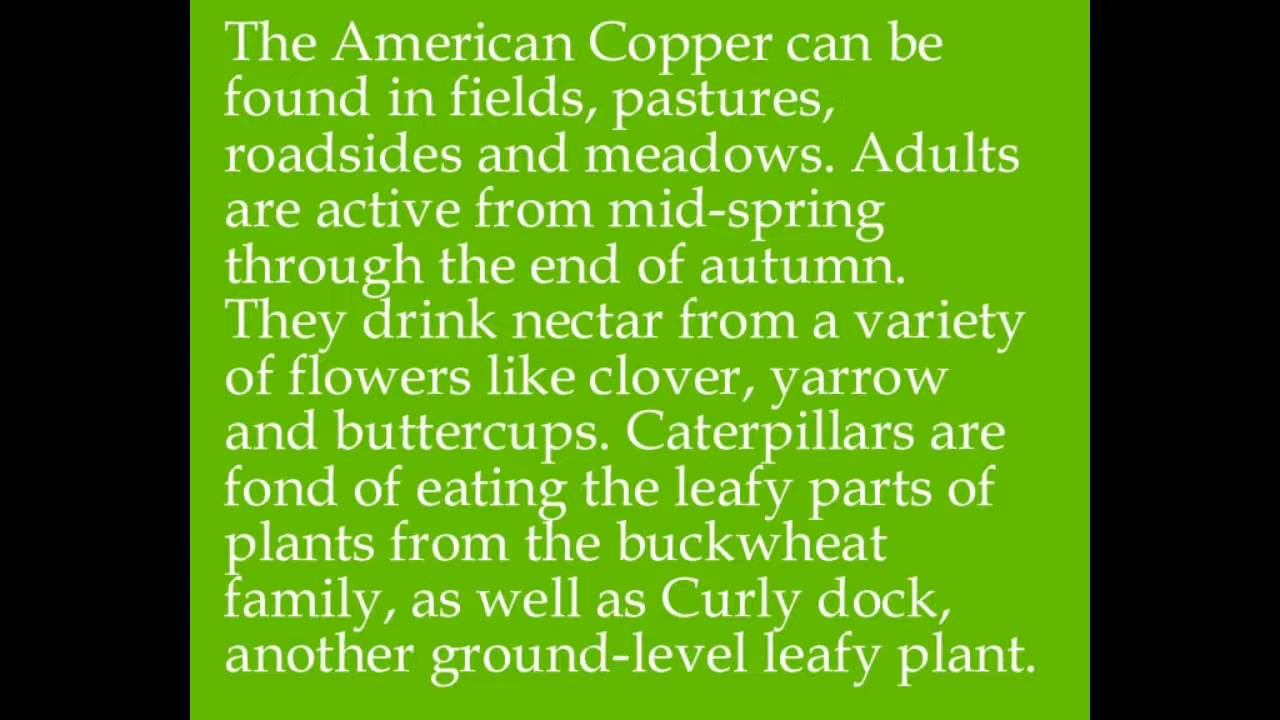 The American Copper can be
found in fields, pastures,
roadsides and meadows. Adults
are active from mid-spring
through the end of autumn.
They drink nectar from a variety
of flowers like clover, yarrow
and buttercups. Caterpillars are
fond of eating the leafy parts of
plants from the buckwheat
family, as well as Curly dock,
another ground-level leafy plant.